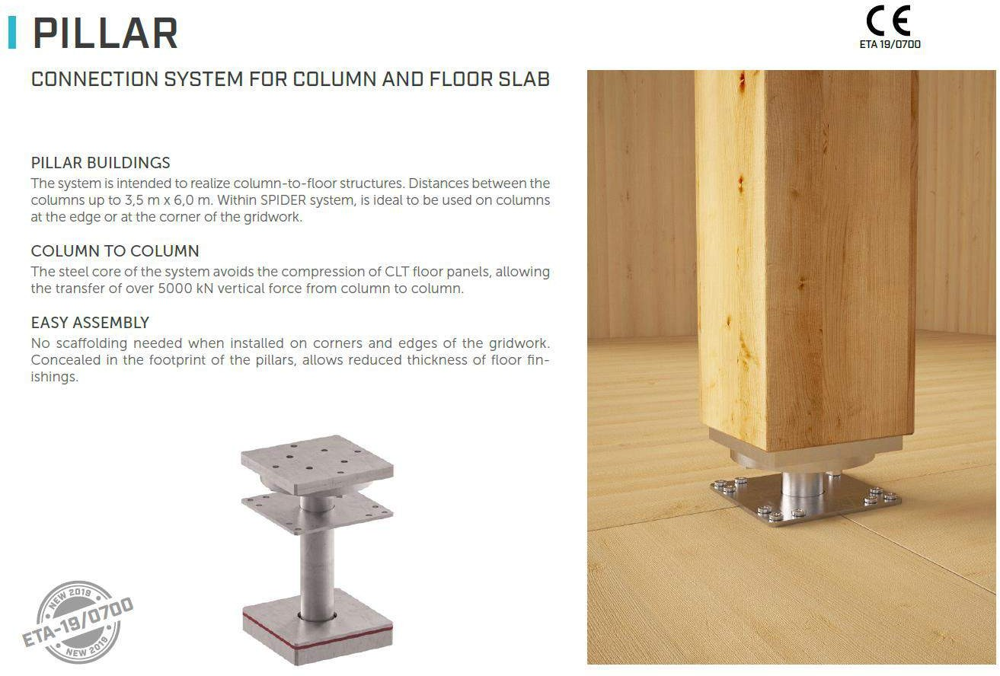 PILLAR
CE
ETA 19/0700
CONNECTION SYSTEM FOR COLUMN AND FLOOR SLAB
PILLAR BUILDINGS
The system is intended to realize column-to-floor structures. Distances between the
columns up to 3,5 m x 6,0 m. Within SPIDER system, is ideal to be used on columns
at the edge or at the corner of the gridwork.
COLUMN TO COLUMN
The steel core of the system avoids the compression of CLT floor panels, allowing
the transfer of over 5000 kN vertical force from column to column.
EASY ASSEMBLY
No scaffolding needed when installed on corners and edges of the gridwork.
Concealed in the footprint of the pillars, allows reduced thickness of floor fin-
ishings.
NEW 2019
ETA-19/0700
NEW 2019